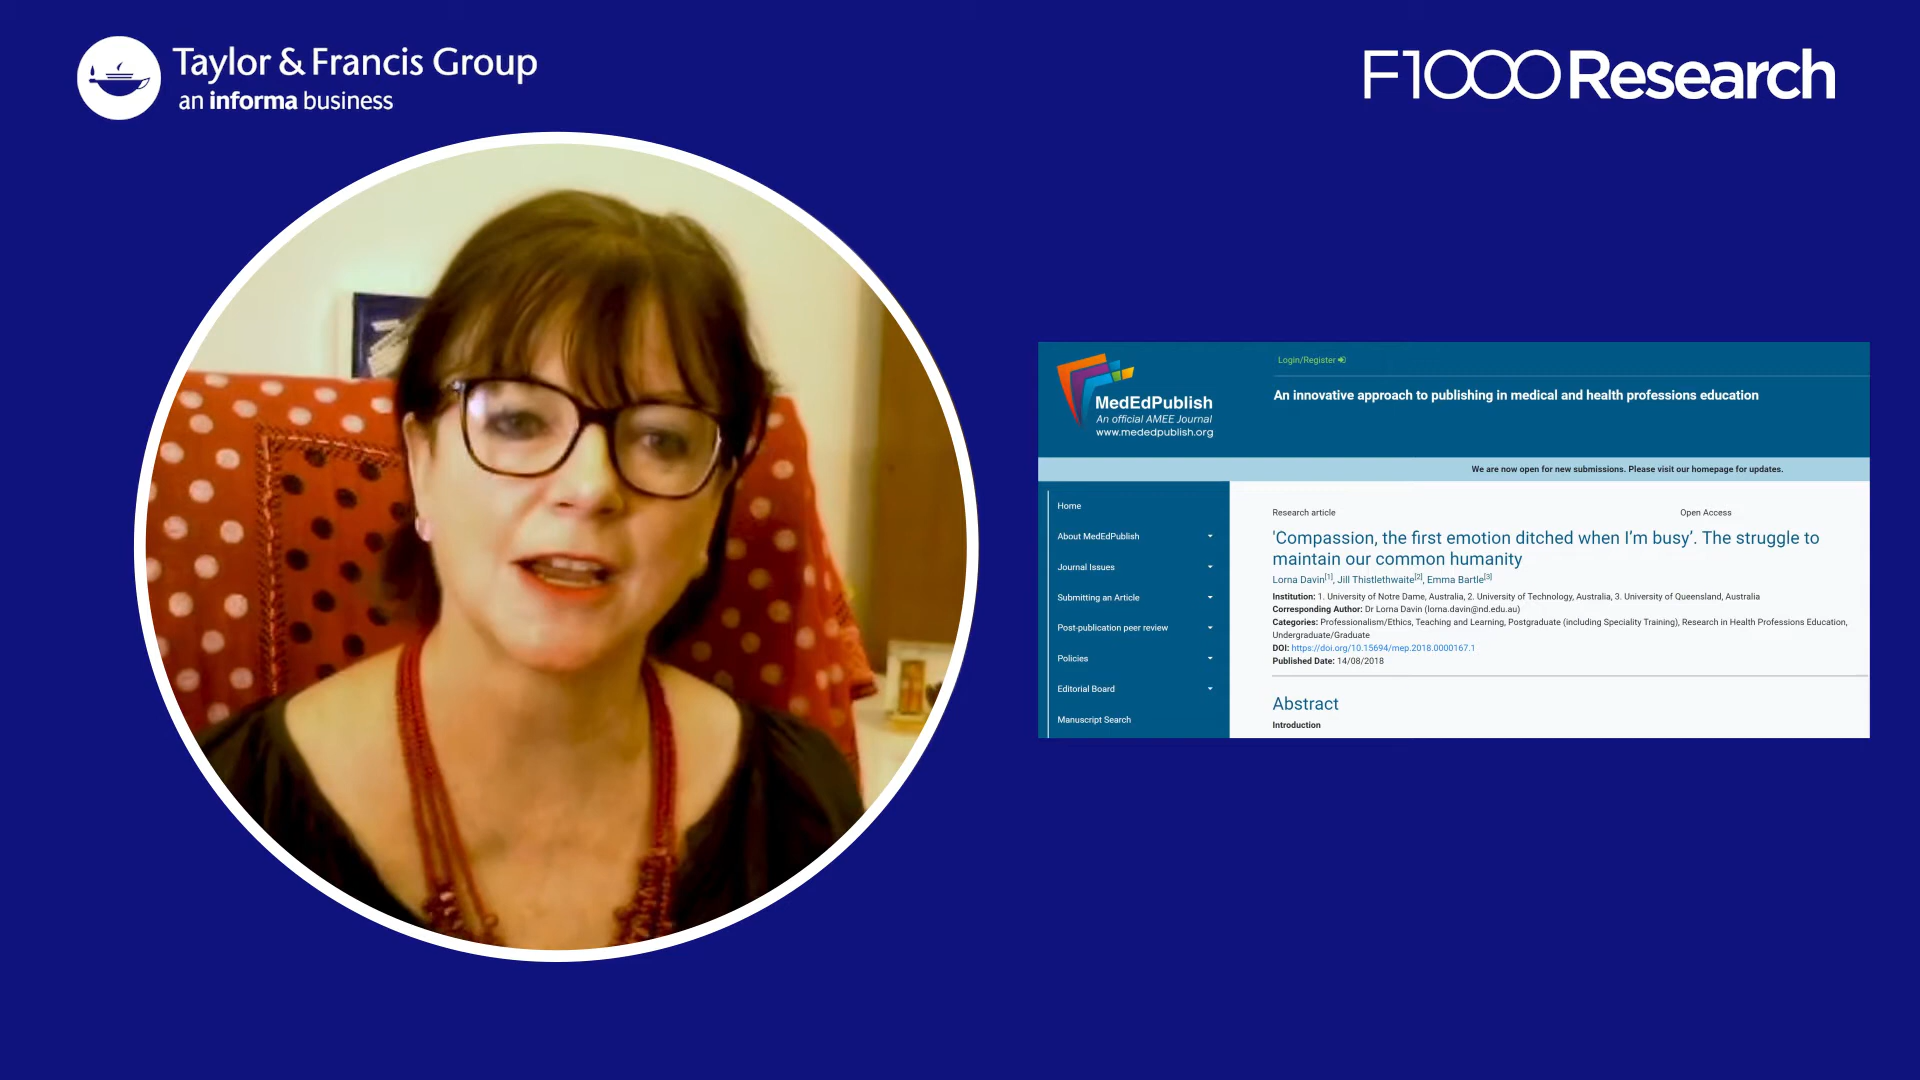 Taylor & Francis Group
an informa business
F1000Research
Login/Register
MedEdPublish
An official AMEE Journal
www.mededpublish.org
An innovative approach to publishing in medical and health professions education
We are now open for new submissions. Please visit our homepage for updates.
Home
About MedEdPublish
Journal Issues
Submitting an Article
Post-publication peer review
Policies
Editorial Board
Manuscript Search
Research article
Open Access
'Compassion, the first emotion ditched when I'm busy'. The struggle to
maintain our common humanity
Lorna Davin[1], Jill Thistlethwaite[2], Emma Bartle[3]
Institution: 1. University of Notre Dame, Australia, 2. University of Technology, Australia, 3. University of Queensland, Australia
Corresponding Author: Dr Lorna Davin (lorna.davin@nd.edu.au)
Categories: Professionalism/Ethics, Teaching and Learning, Postgraduate (including Speciality Training), Research in Health Professions Education,
Undergraduate/Graduate
DOI: https://doi.org/10.15694/mep.2018.0000167.1
Published Date: 14/08/2018
Abstract
Introduction